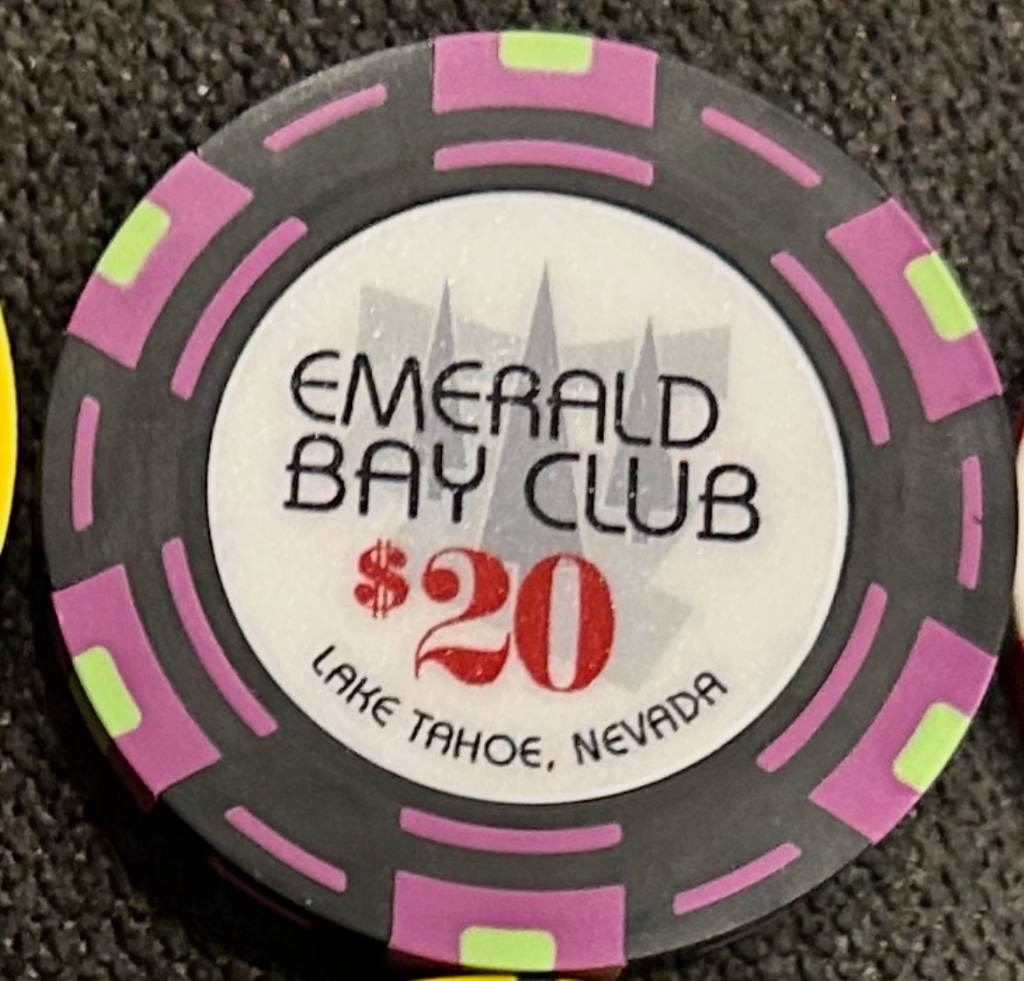 EMERALD
BAY CLUB
$20
LAKE TAHOE, NEVADA